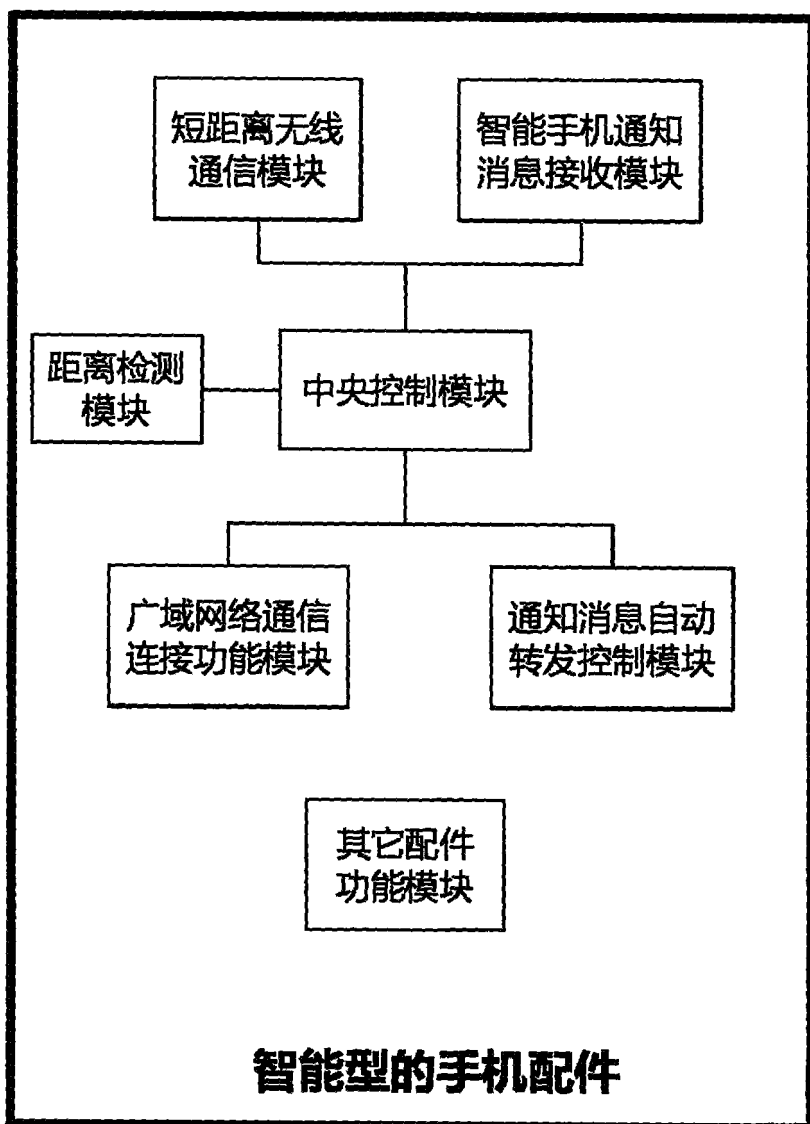 短距离无线
通信模块
智能手机通知
消息接收模块
距离检测
模块
中央控制模块
广域网络通信
连接功能模块
通知消息自动
转发控制模块
其它配件
功能模块
智能型的手机配件